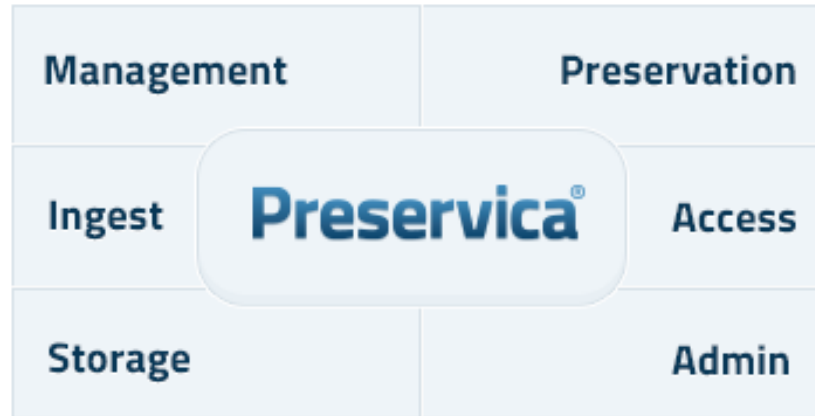 Management
Preservation
Ingest
Preservica®
Access
Storage
Admin